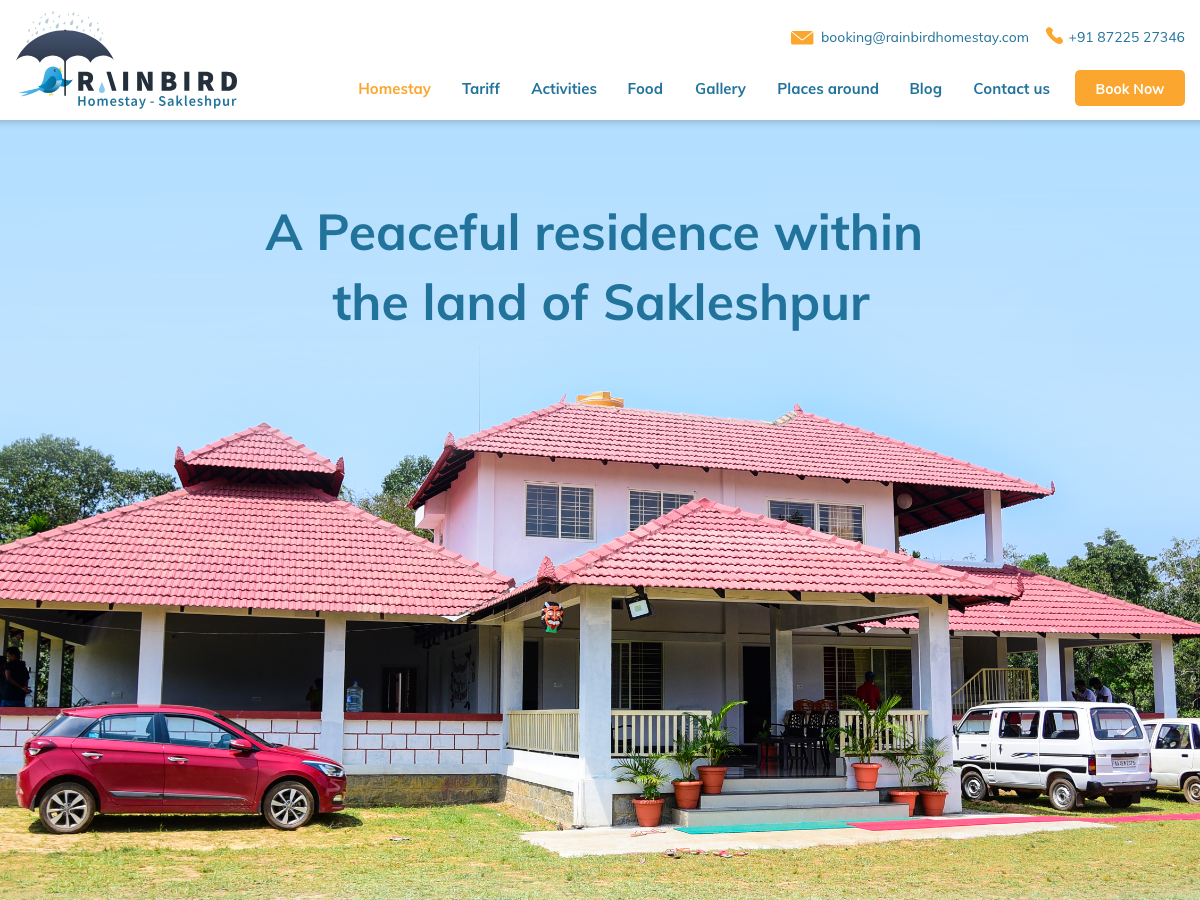 booking@rainbirdhomestay.com
+91 87225 27346
RAINBIRD
Homestay - Sakleshpur
Homestay
Tariff
Activities
Food
Gallery
Places around
Blog
Contact us
Book Now
A Peaceful residence within
the land of Sakleshpur